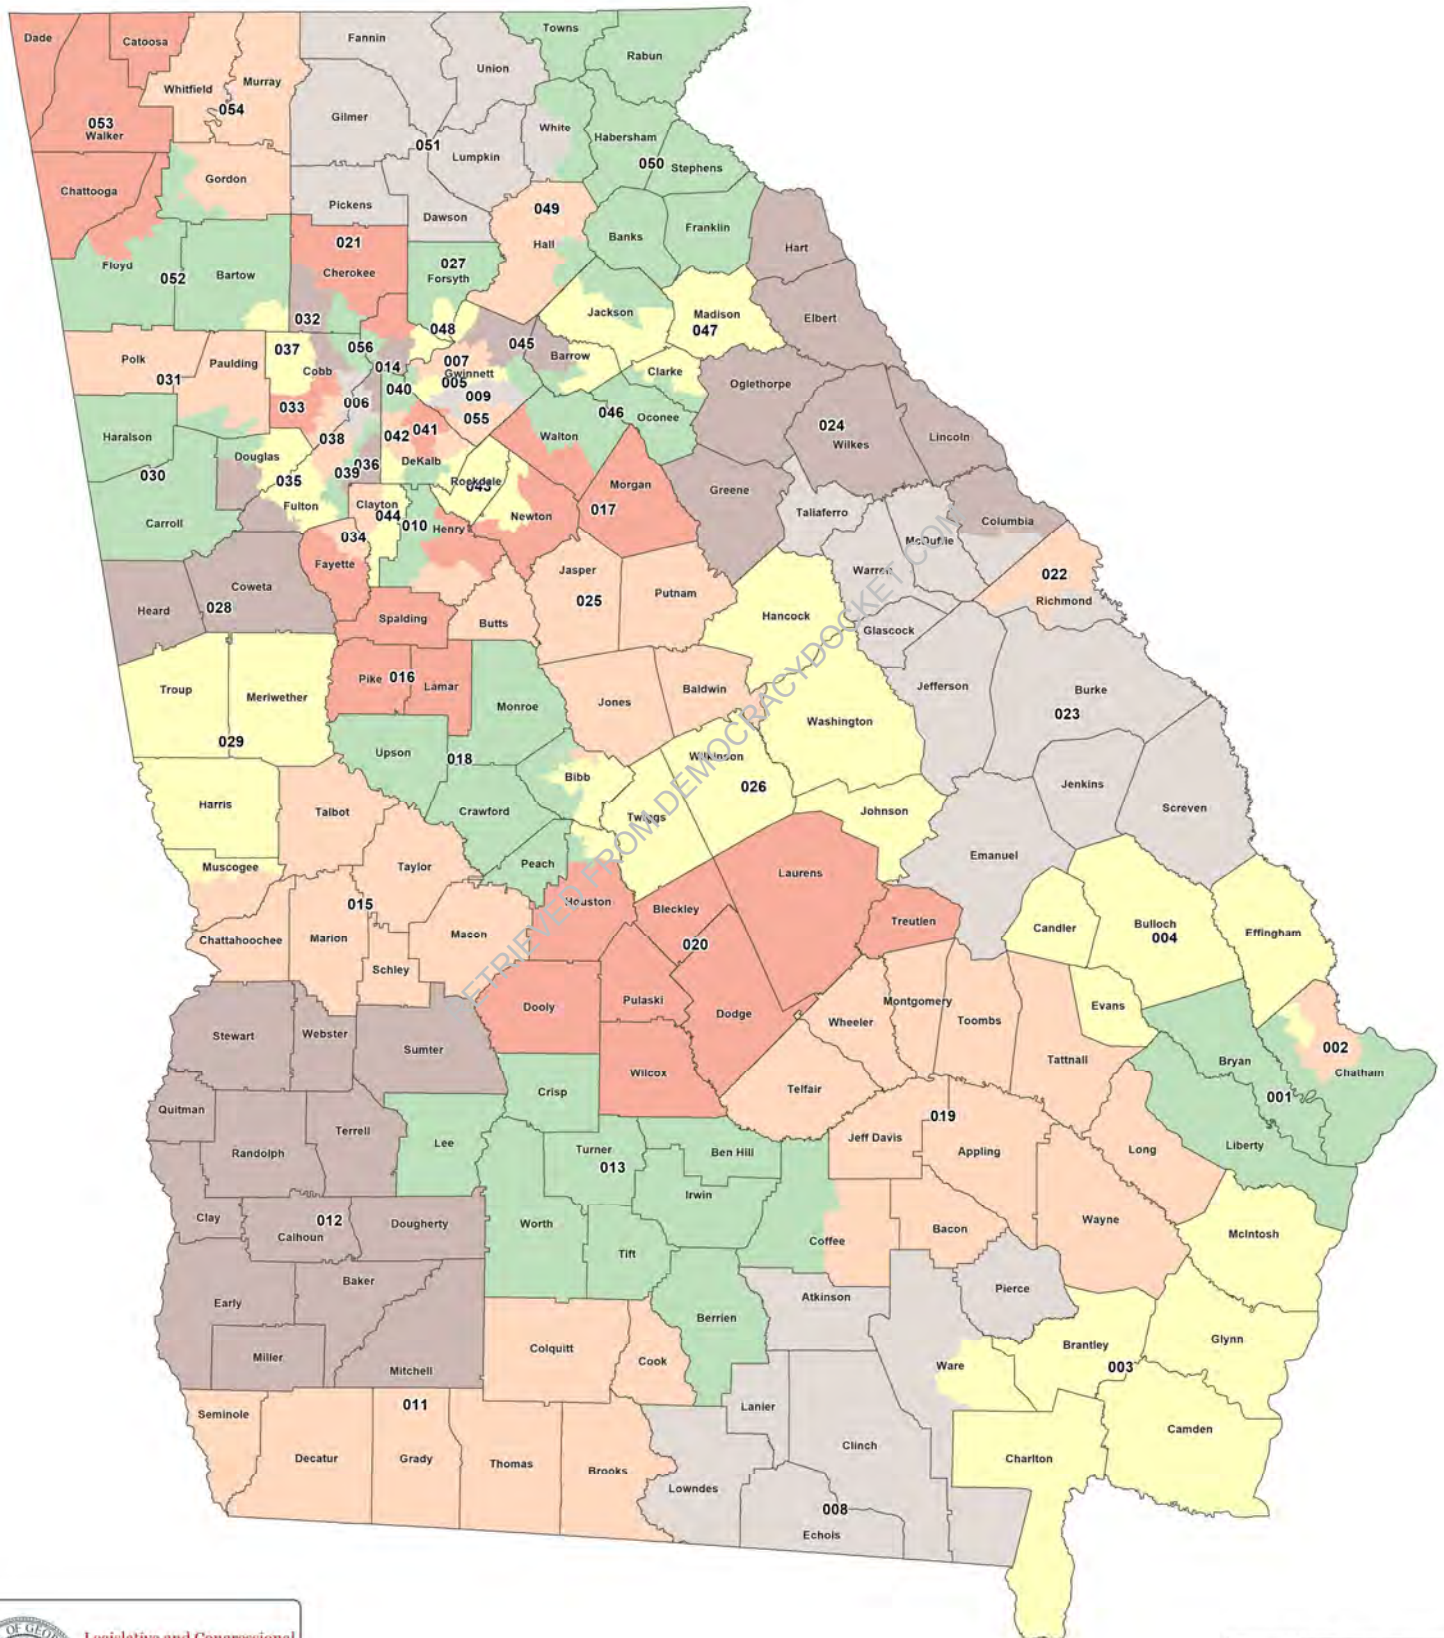 Dade
Catoosa
Fannin
Towns
Rabun
Union
Whitfield
Murray
054
Gilmer
053
Walker
White
Habersham
051
Lumpkin
050
Stephens
Chattooga
Gordon
Pickens
Dawson
049
Hall
Banks
Franklin
Hart
021
Cherokee
027
Forsyth
Floyd
052
Bartow
032
Jackson
Madison
047
Elbert
048
045
Barrow
037
056
Cobb
014
007
Gwinnett
005
009
040
Clarke
Oglethorpe
Polk
031
Paulding
033
006
055
046
Oconee
024
Wilkes
Lincoln
Haralson
030
Douglas
035
038
039
036
042
041
DeKalb
Walton
Rockdale
043
Morgan
017
Greene
Taliaferro
Columbia
Carroll
Fulton
Clayton
044
010
Henry
Newton
034
Fayette
McDuffie
Warren
022
Richmond
Heard
028
Coweta
Spalding
Butts
Jasper
025
Putnam
Hancock
Glascock
Troup
Meriwether
029
Pike
016
Lamar
Monroe
Jones
Baldwin
Washington
Jefferson
Burke
023
Upson
018
Bibb
Wilkinson
026
Jenkins
Screven
Harris
Talbot
Crawford
Twiggs
Johnson
Muscogee
Taylor
Peach
Laurens
Emanuel
015
Houston
Bleckley
Treutlen
Candler
Bulloch
004
Effingham
Chattahoochee
Marion
Macon
Schley
020
Dooly
Pulaski
Dodge
Wheeler
Montgomery
Toombs
Evans
Stewart
Webster
Sumter
Tattnall
Bryan
002
Chatham
001
Wilcox
Telfair
Crisp
Quitman
Randolph
Terrell
Lee
Turner
013
Ben Hill
Jeff Davis
019
Appling
Long
Liberty
Irwin
Clay
012
Calhoun
Dougherty
Worth
Tift
Coffee
Bacon
Wayne
McIntosh
Early
Baker
Berrien
Atkinson
Pierce
Miller
Mitchell
Colquitt
Cook
Ware
Brantley
003
Glynn
Seminole
011
Decatur
Grady
Thomas
Brooks
Lanier
Clinch
Charlton
Camden
Lowndes
008
Echols
RETRIEVED FROM DEMOCRACYDOCKET.COM
OF GEO
Legislative and Congressional